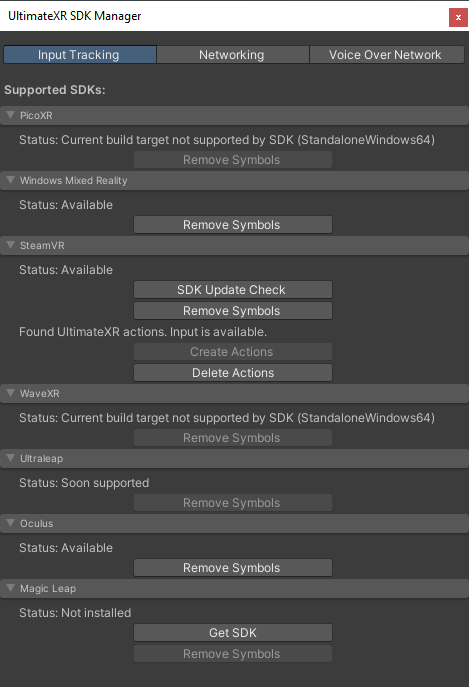 UltimateXR SDK Manager
x
Input Tracking Networking Voice Over Network
Supported SDKs:
PicoXR
Status: Current build target not supported by SDK (StandaloneWindows64)
Remove Symbols
Windows Mixed Reality
Status: Available
Remove Symbols
SteamVR
Status: Available
SDK Update Check
Remove Symbols
Found UltimateXR actions. Input is available.
Create Actions
Delete Actions
WaveXR
Status: Current build target not supported by SDK (StandaloneWindows64)
Remove Symbols
Ultraleap
Status: Soon supported
Remove Symbols
Oculus
Status: Available
Remove Symbols
Magic Leap
Status: Not installed
Get SDK
Remove Symbols